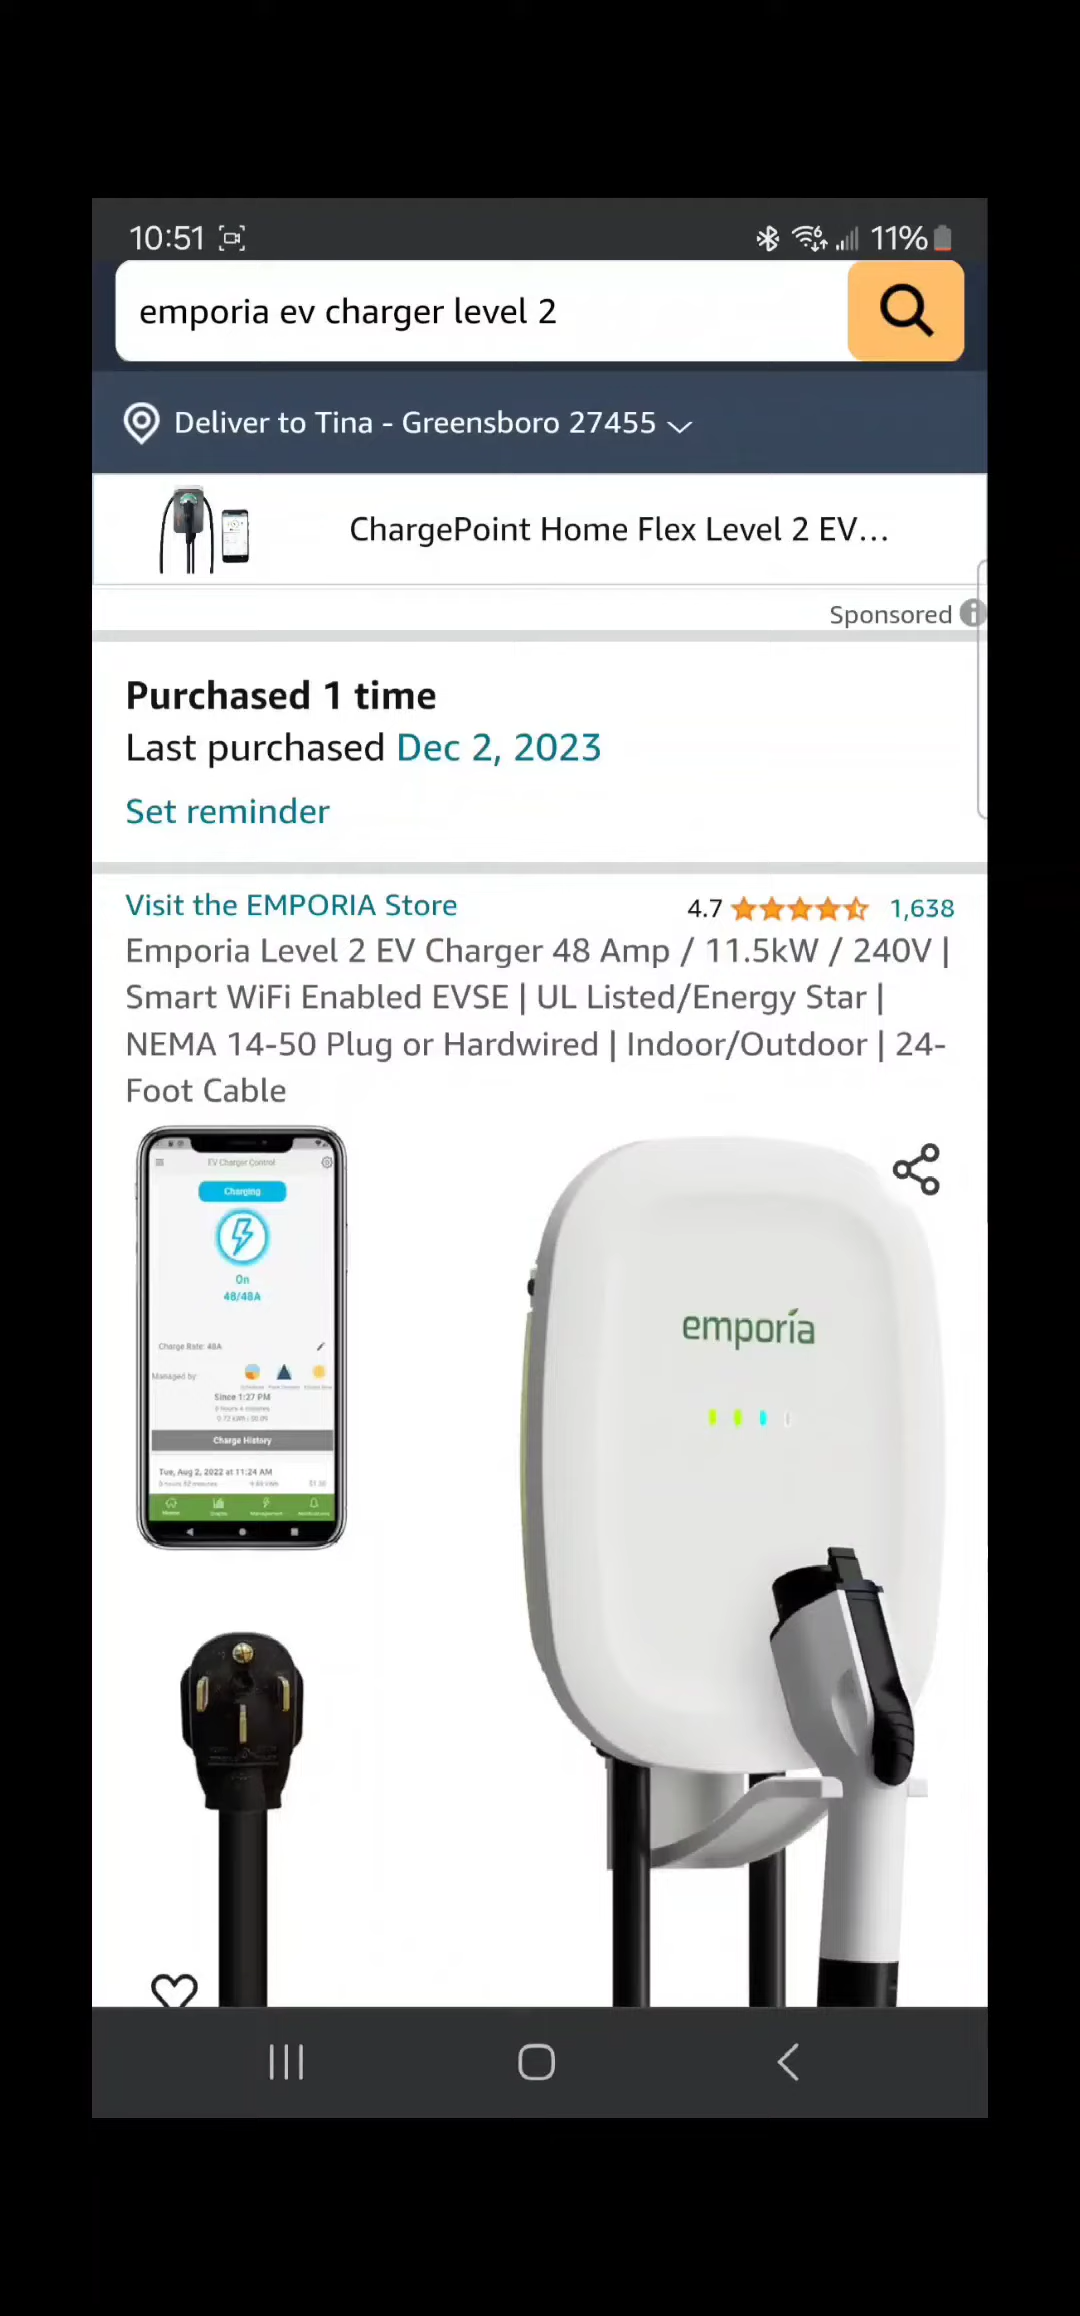 10:51
6 11%
emporia ev charger level 2
Deliver to Tina - Greensboro 27455
ChargePoint Home Flex Level 2 EV...
Sponsored
Purchased 1 time
Last purchased Dec 2, 2023
Set reminder
Visit the EMPORIA Store 4.7 1,638
Emporia Level 2 EV Charger 48 Amp / 11.5kW / 240V |
Smart WiFi Enabled EVSE | UL Listed/Energy Star |
NEMA 14-50 Plug or Hardwired | Indoor/Outdoor | 24-
Foot Cable
EV Charger Control
Charging
On
48/48A
Charge Rate: 48A
Managed by
Since 1:27 PM
Charge History
Tue, Aug 2, 2022 at 11:24 AM
emporia